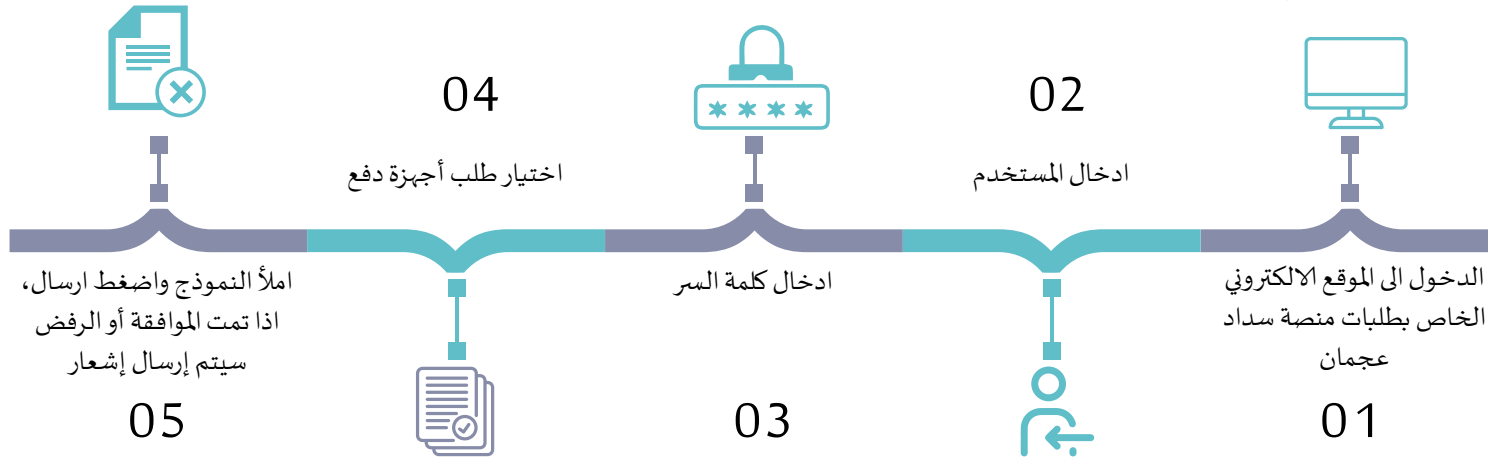 الدخول الى الموقع الالكتروني
الخاص بطلبات منصة سداد
عجمان
01
02
ادخال المستخدم
****
ادخال كلمة السر
03
04
اختيار طلب أجهزة دفع
املأ النموذج واضغط ارسال،
اذا تمت الموافقة أو الرفض
سيتم إرسال إشعار
05